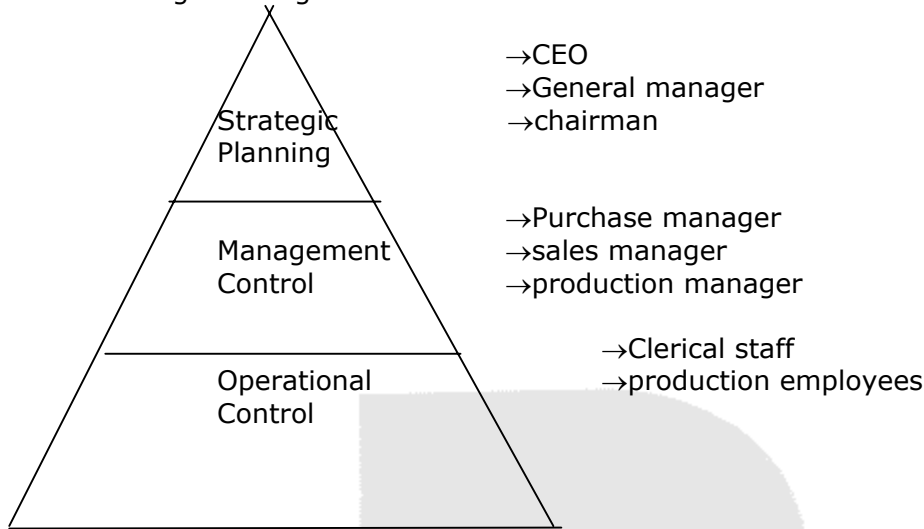 →CEO
→General manager
Strategic →chairman
Planning
→Purchase manager
Management →sales manager
Control →production manager
→Clerical staff
Operational →production employees
Control